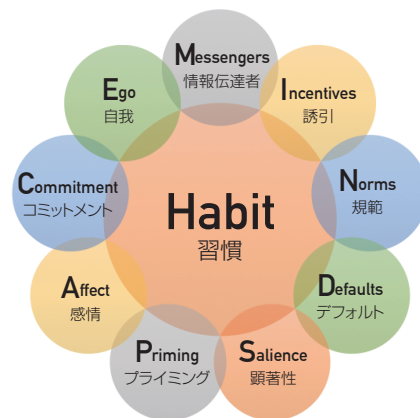 Messengers
情報伝達者
Incentives
誘引
Norms
規範
Defaults
デフォルト
Salience
顕著性
Priming
プライミング
Affect
感情
Commitment
コミットメント
Ego
自我
Habit
習慣